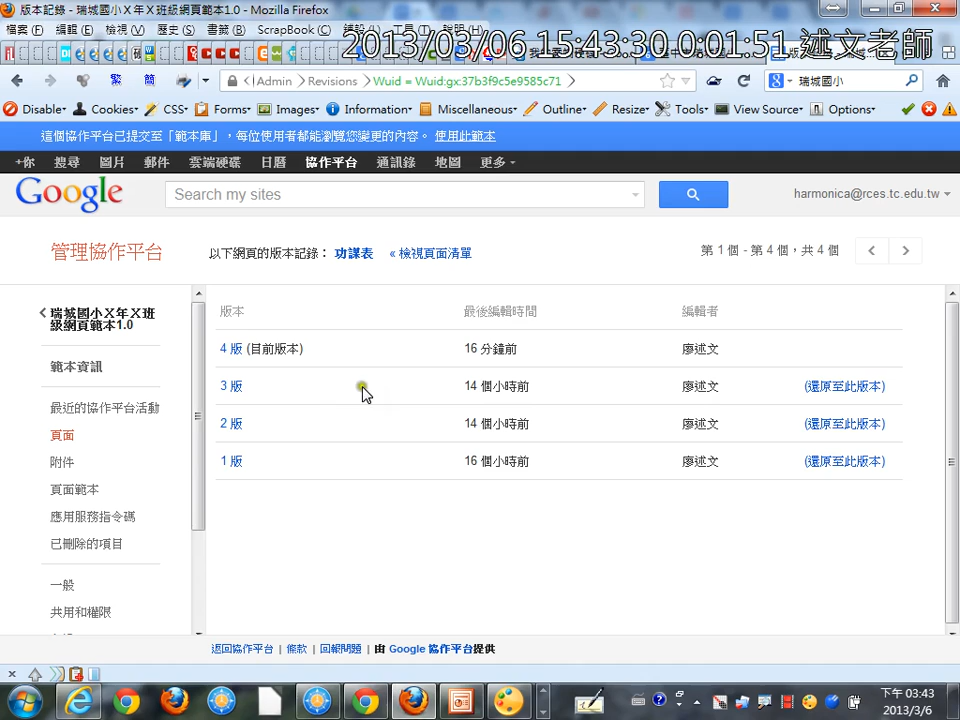 版本記錄 - 瑞城國小X年X班級網頁範本1.0 - Mozilla Firefox
檔案(F) 編輯(E) 檢視(V) 歷史(S) 書籤(B) ScrapBook(C) 工具(T)
2013/03/06 15:43:30 0:01:51 述文老師
繁 簡 (Admin > Revisions > Wuid = Wuid:gx:37b3f9c5e9585c71 > 瑞城國小
Disable Cookies CSS Forms Images Information Miscellaneous Outline Resize Tools View Source Options
這個協作平台已提交至「範本庫」，每位使用者都能瀏覽您變更的內容。 使用此範本
+你 搜尋 圖片 郵件 雲端硬碟 日曆 協作平台 通訊錄 地圖 更多
Google Search my sites harmonica@rces.tc.edu.tw
管理協作平台 以下網頁的版本記錄： 功課表 « 檢視頁面清單 第 1 個 - 第 4 個，共 4 個
瑞城國小X年X班級網頁範本1.0
範本資訊
最近的協作平台活動
頁面
附件
頁面範本
應用服務指令碼
已刪除的項目
一般
共用和權限
版本 最後編輯時間 編輯者
4 版 (目前版本) 16 分鐘前 廖述文
3 版 14 個小時前 廖述文 (還原至此版本)
2 版 14 個小時前 廖述文 (還原至此版本)
1 版 16 個小時前 廖述文 (還原至此版本)
返回協作平台 | 條款 | 回報問題 | 由 Google 協作平台提供
下午 03:43
2013/3/6